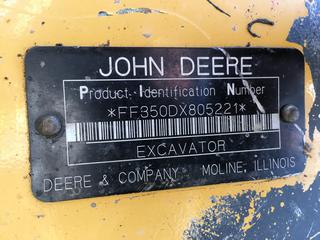 JOHN DEERE
Product Identification Number
*FF350DX805221*
EXCAVATOR
DEERE & COMPANY MOLINE, ILLINOIS